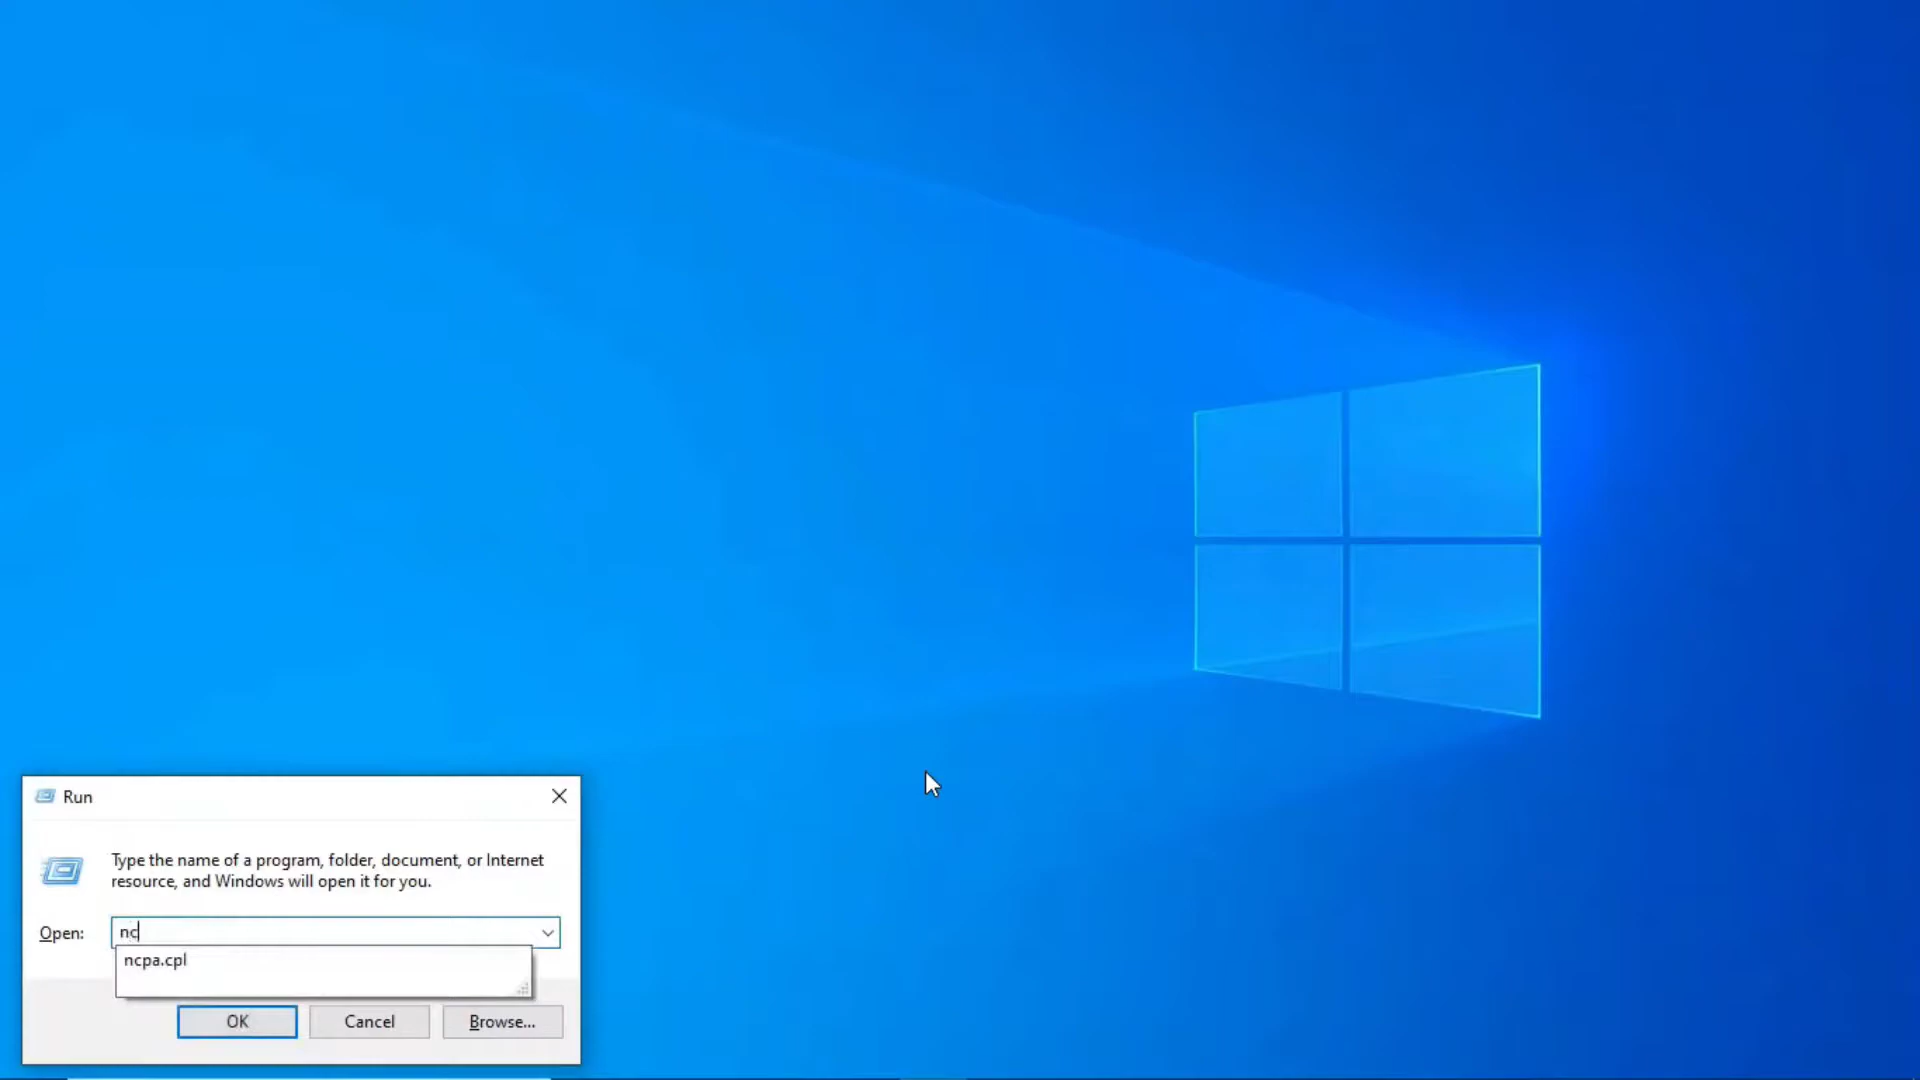 Run
Type the name of a program, folder, document, or Internet
resource, and Windows will open it for you.
Open:
nc
ncpa.cpl
OK
Cancel
Browse...